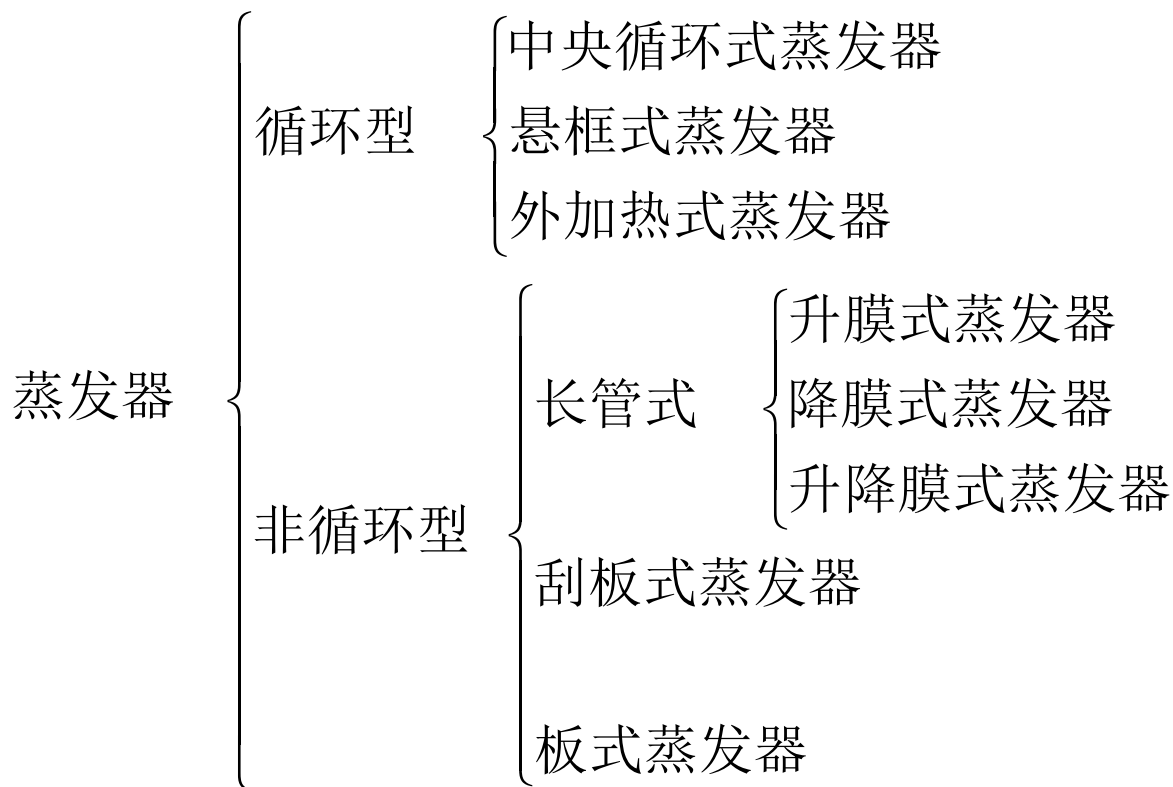 蒸发器
循环型
中央循环式蒸发器
悬框式蒸发器
外加热式蒸发器
非循环型
长管式
升膜式蒸发器
降膜式蒸发器
升降膜式蒸发器
刮板式蒸发器
板式蒸发器